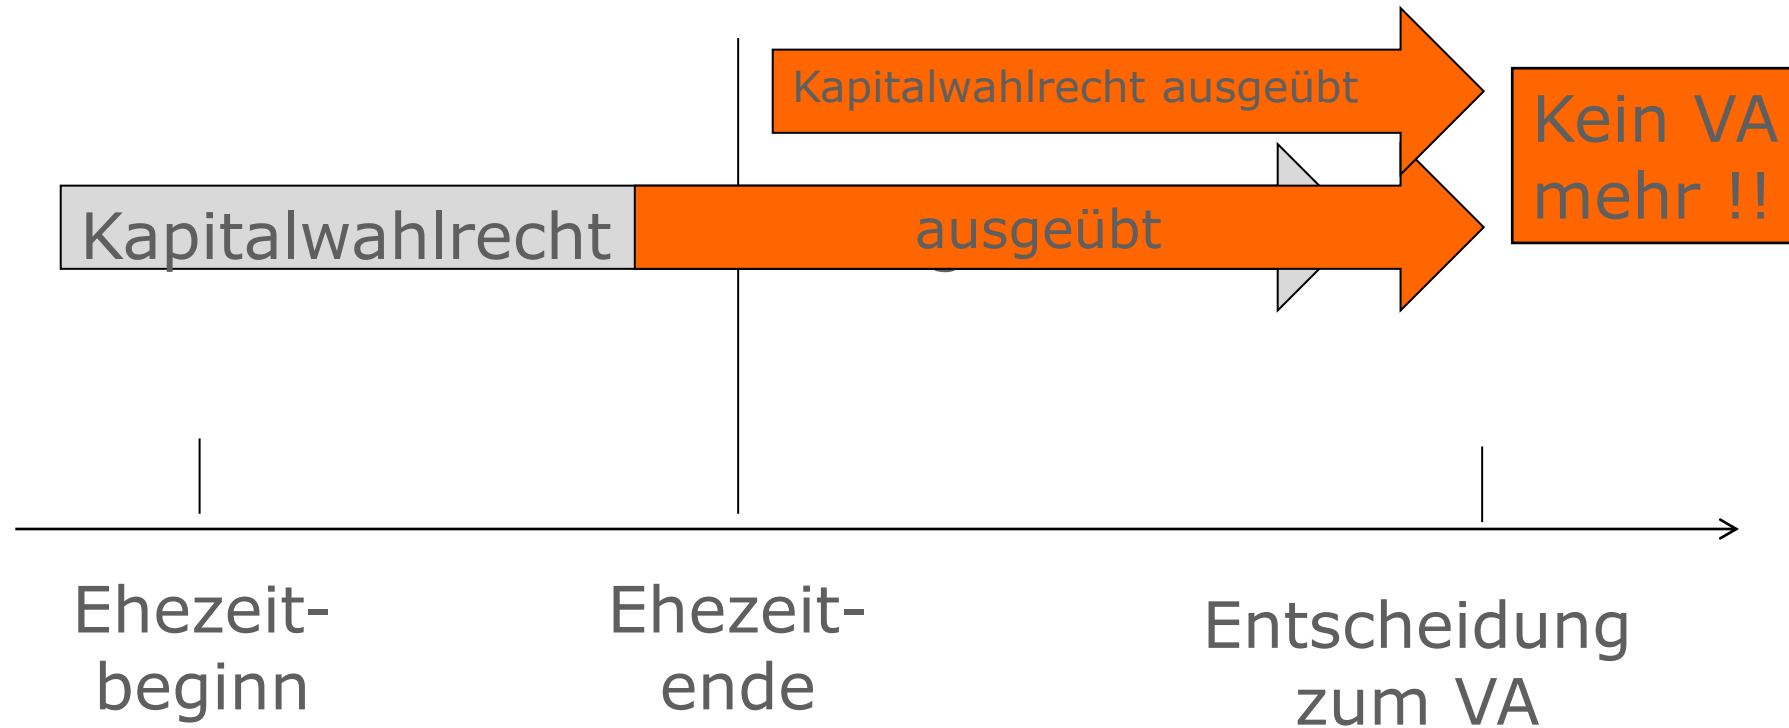 Kapitalwahlrecht ausgeübt
Kein VA
mehr !!
Kapitalwahlrecht
ausgeübt
Ehezeit-
beginn
Ehezeit-
ende
Entscheidung
zum VA